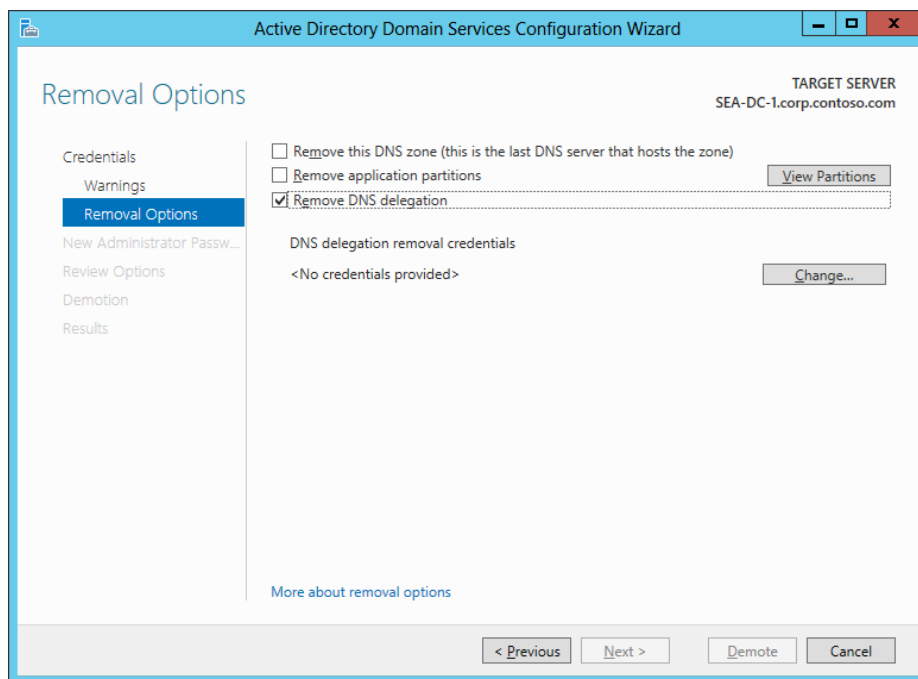 Active Directory Domain Services Configuration Wizard
Removal Options
TARGET SERVER
SEA-DC-1.corp.contoso.com
Credentials
Warnings
Removal Options
New Administrator Passw...
Review Options
Demotion
Results
Remove this DNS zone (this is the last DNS server that hosts the zone)
Remove application partitions
View Partitions
Remove DNS delegation
DNS delegation removal credentials
<No credentials provided>
Change...
More about removal options
< Previous
Next >
Demote
Cancel